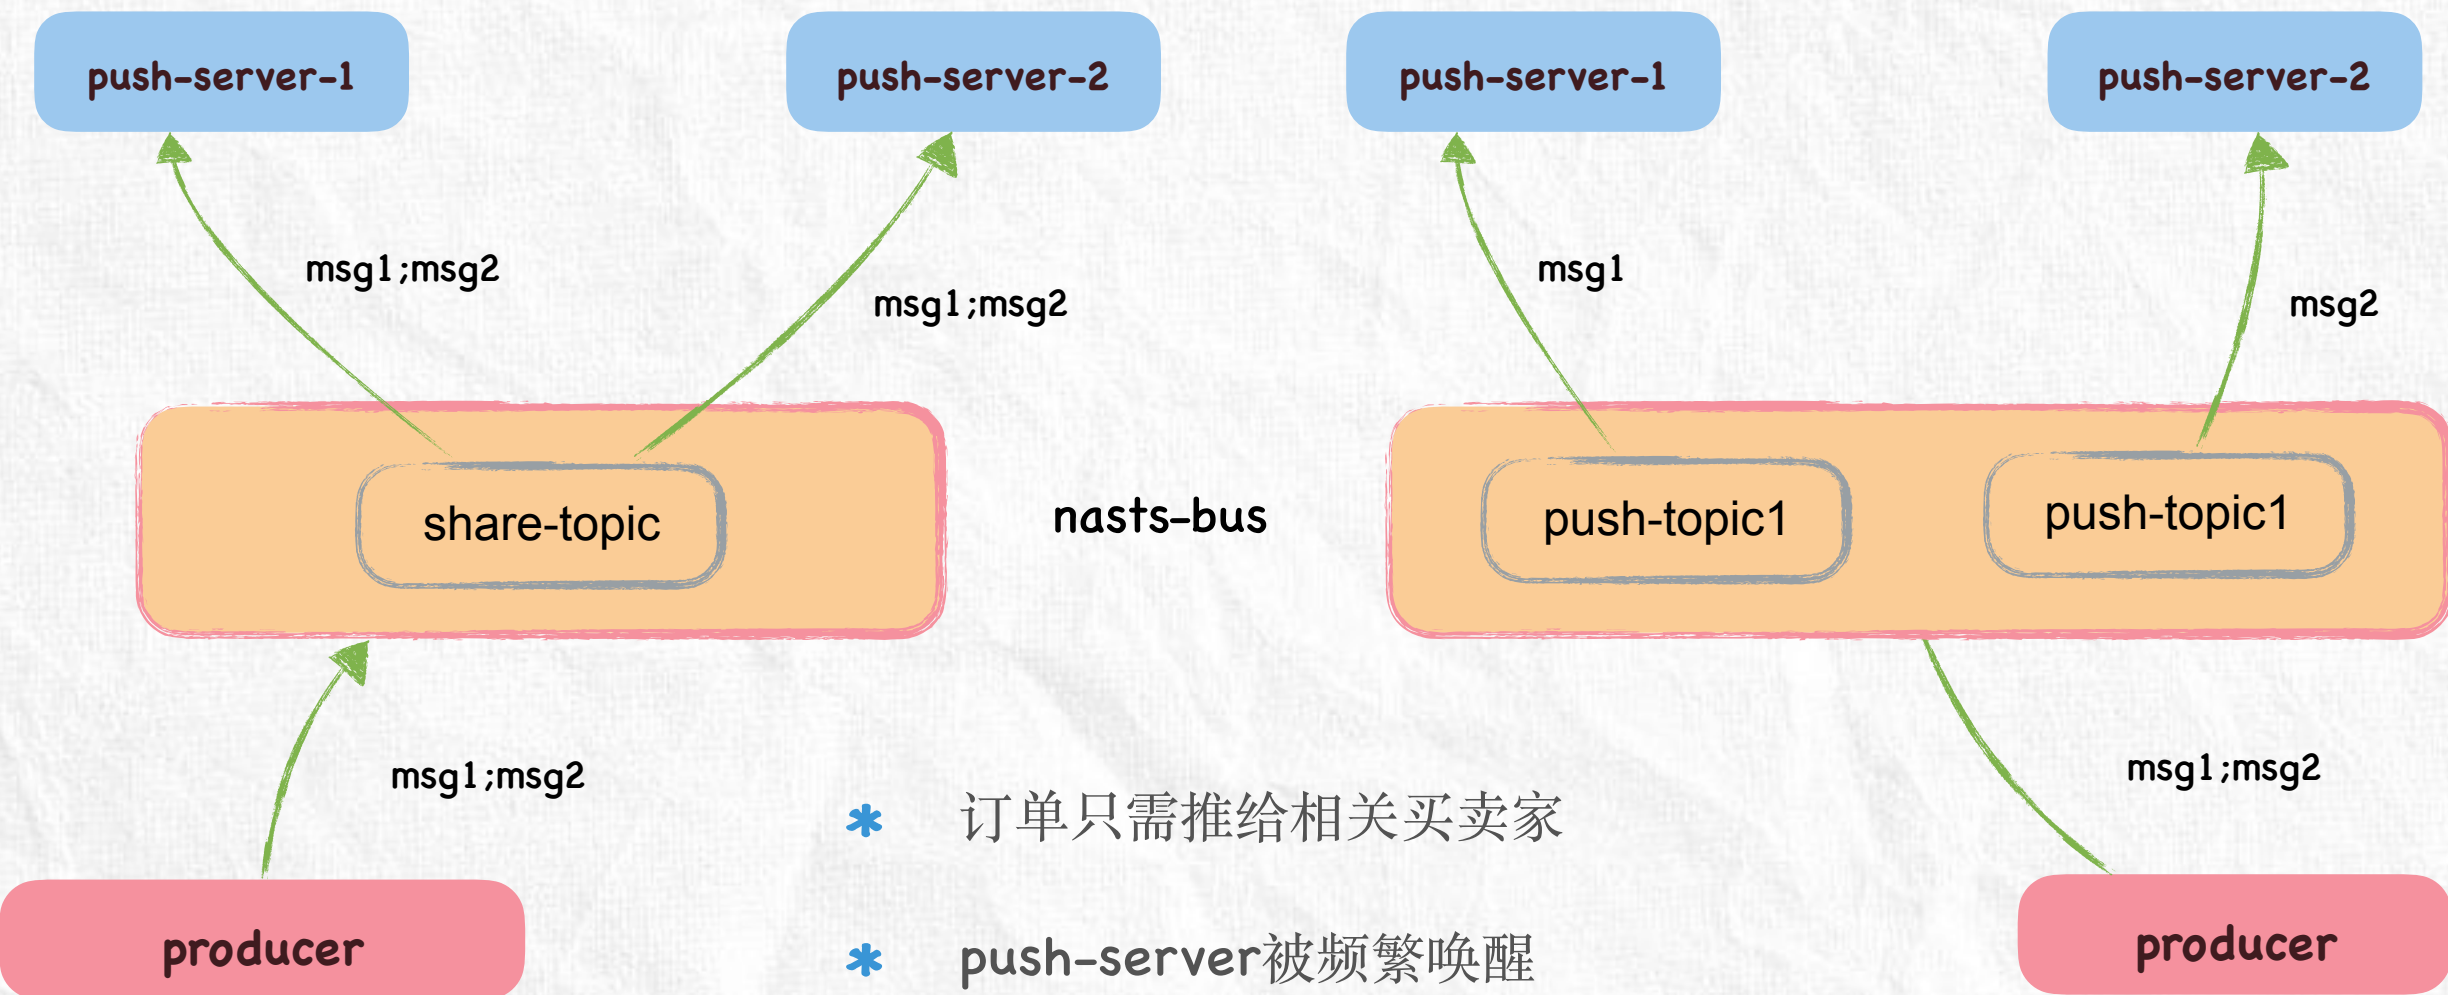 push-server-1
push-server-2
push-server-1
push-server-2
msg1;msg2
msg1;msg2
msg1
msg2
share-topic
nasts-bus
push-topic1
push-topic1
msg1;msg2
msg1;msg2
* 订单只需推给相关买卖家
producer
* push-server被频繁唤醒
producer